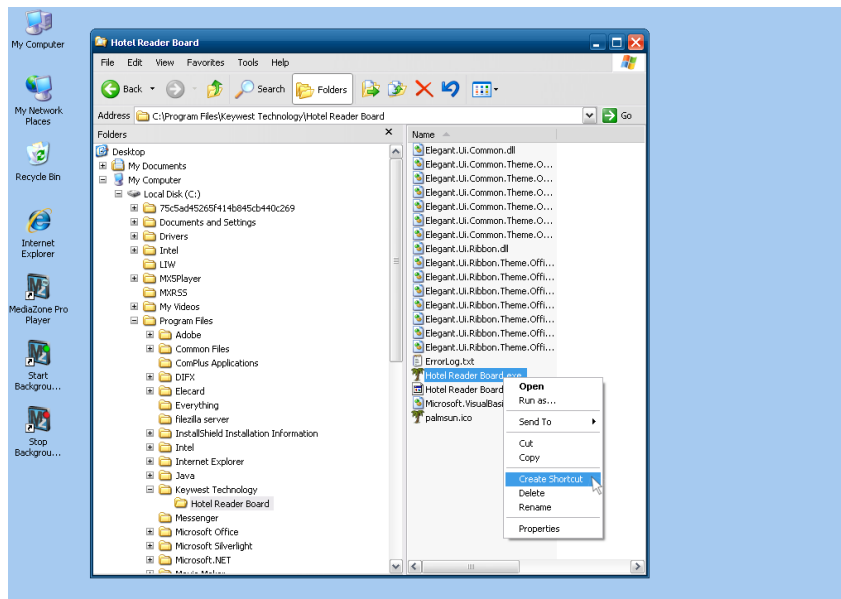 My Computer
My Network
Places
Recycle Bin
Internet
Explorer
MediaZone Pro
Player
Start
Backgrou...
Stop
Backgrou...
Hotel Reader Board
File Edit View Favorites Tools Help
Back Search Folders
Address C:\Program Files\Keywest Technology\Hotel Reader Board Go
Folders
Desktop
My Documents
My Computer
Local Disk (C:)
75c5ad45265f414b845cb440c269
Documents and Settings
Drivers
Intel
LIW
MX5Player
MXRSS
My Videos
Program Files
Adobe
Common Files
ComPlus Applications
DIFX
Elecard
Everything
filezilla server
InstallShield Installation Information
Intel
Internet Explorer
Java
Keywest Technology
Hotel Reader Board
Messenger
Microsoft Office
Microsoft Silverlight
Microsoft.NET
Name
Elegant.Ui.Common.dll
Elegant.Ui.Common.Theme.O...
Elegant.Ui.Common.Theme.O...
Elegant.Ui.Common.Theme.O...
Elegant.Ui.Common.Theme.O...
Elegant.Ui.Common.Theme.O...
Elegant.Ui.Common.Theme.O...
Elegant.Ui.Ribbon.dll
Elegant.Ui.Ribbon.Theme.Offi...
Elegant.Ui.Ribbon.Theme.Offi...
Elegant.Ui.Ribbon.Theme.Offi...
Elegant.Ui.Ribbon.Theme.Offi...
Elegant.Ui.Ribbon.Theme.Offi...
Elegant.Ui.Ribbon.Theme.Offi...
Elegant.Ui.Ribbon.Theme.Offi...
ErrorLog.txt
Hotel Reader Board.exe
Hotel Reader Board
Microsoft.VisualBasi
palmsun.ico
Open
Run as...
Send To
Cut
Copy
Create Shortcut
Delete
Rename
Properties